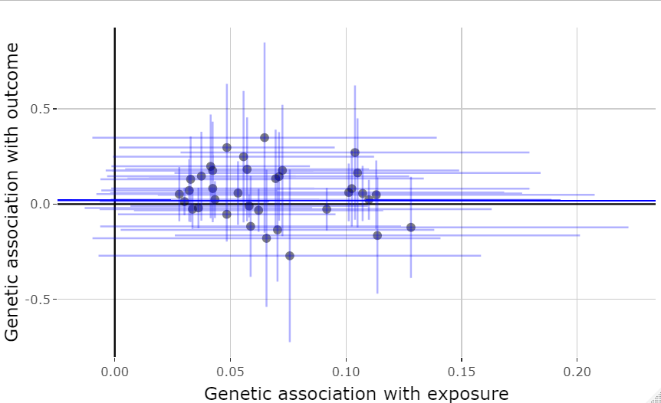 Genetic association with outcome
0.5
0.0
-0.5
0.00 0.05 0.10 0.15 0.20
Genetic association with exposure